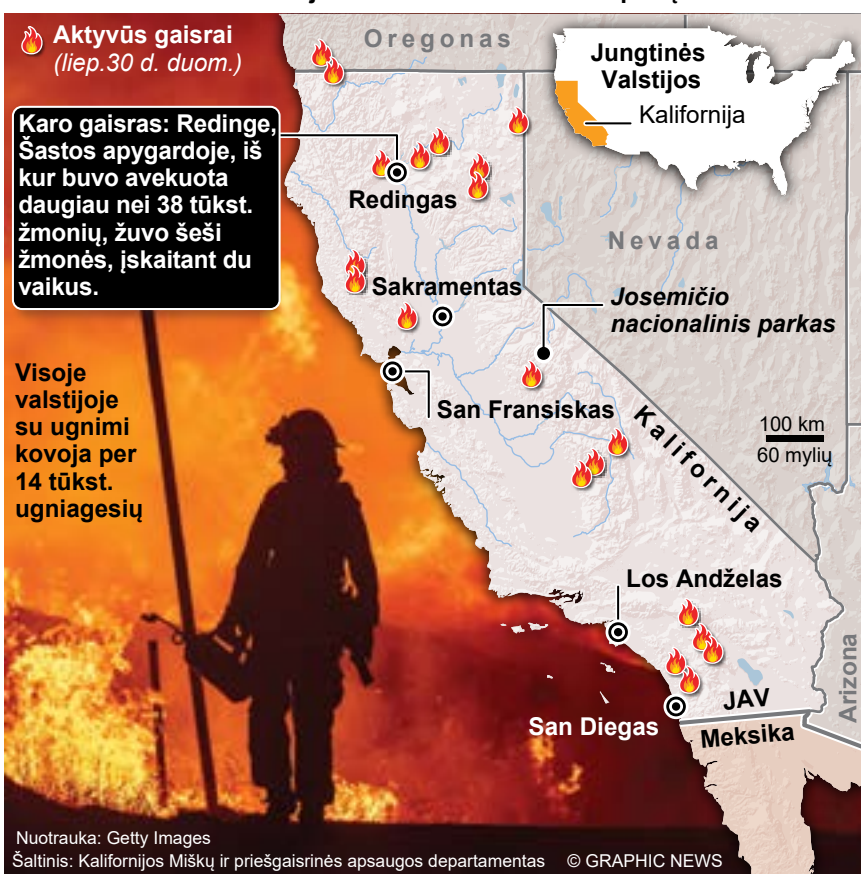 Aktyvūs gaisrai
(liep.30 d. duom.)
Karo gaisras: Redinge,
Šastos apygardoje, iš
kur buvo avekuota
daugiau nei 38 tūkst.
žmonių, žuvo šeši
žmonės, įskaitant du
vaikus.
Visoje
valstijoje
su ugnimi
kovoja per
14 tūkst.
ugniagesių
Oregonas
Jungtinės
Valstijos
Kalifornija
Redingas
Nevada
Sakramentas
Josemičio
nacionalinis parkas
San Fransiskas
Kalifornija
100 km
60 mylių
Los Andželas
San Diegas
JAV
Meksika
Arizona
Nuotrauka: Getty Images
Šaltinis: Kalifornijos Miškų ir priešgaisrinės apsaugos departamentas © GRAPHIC NEWS